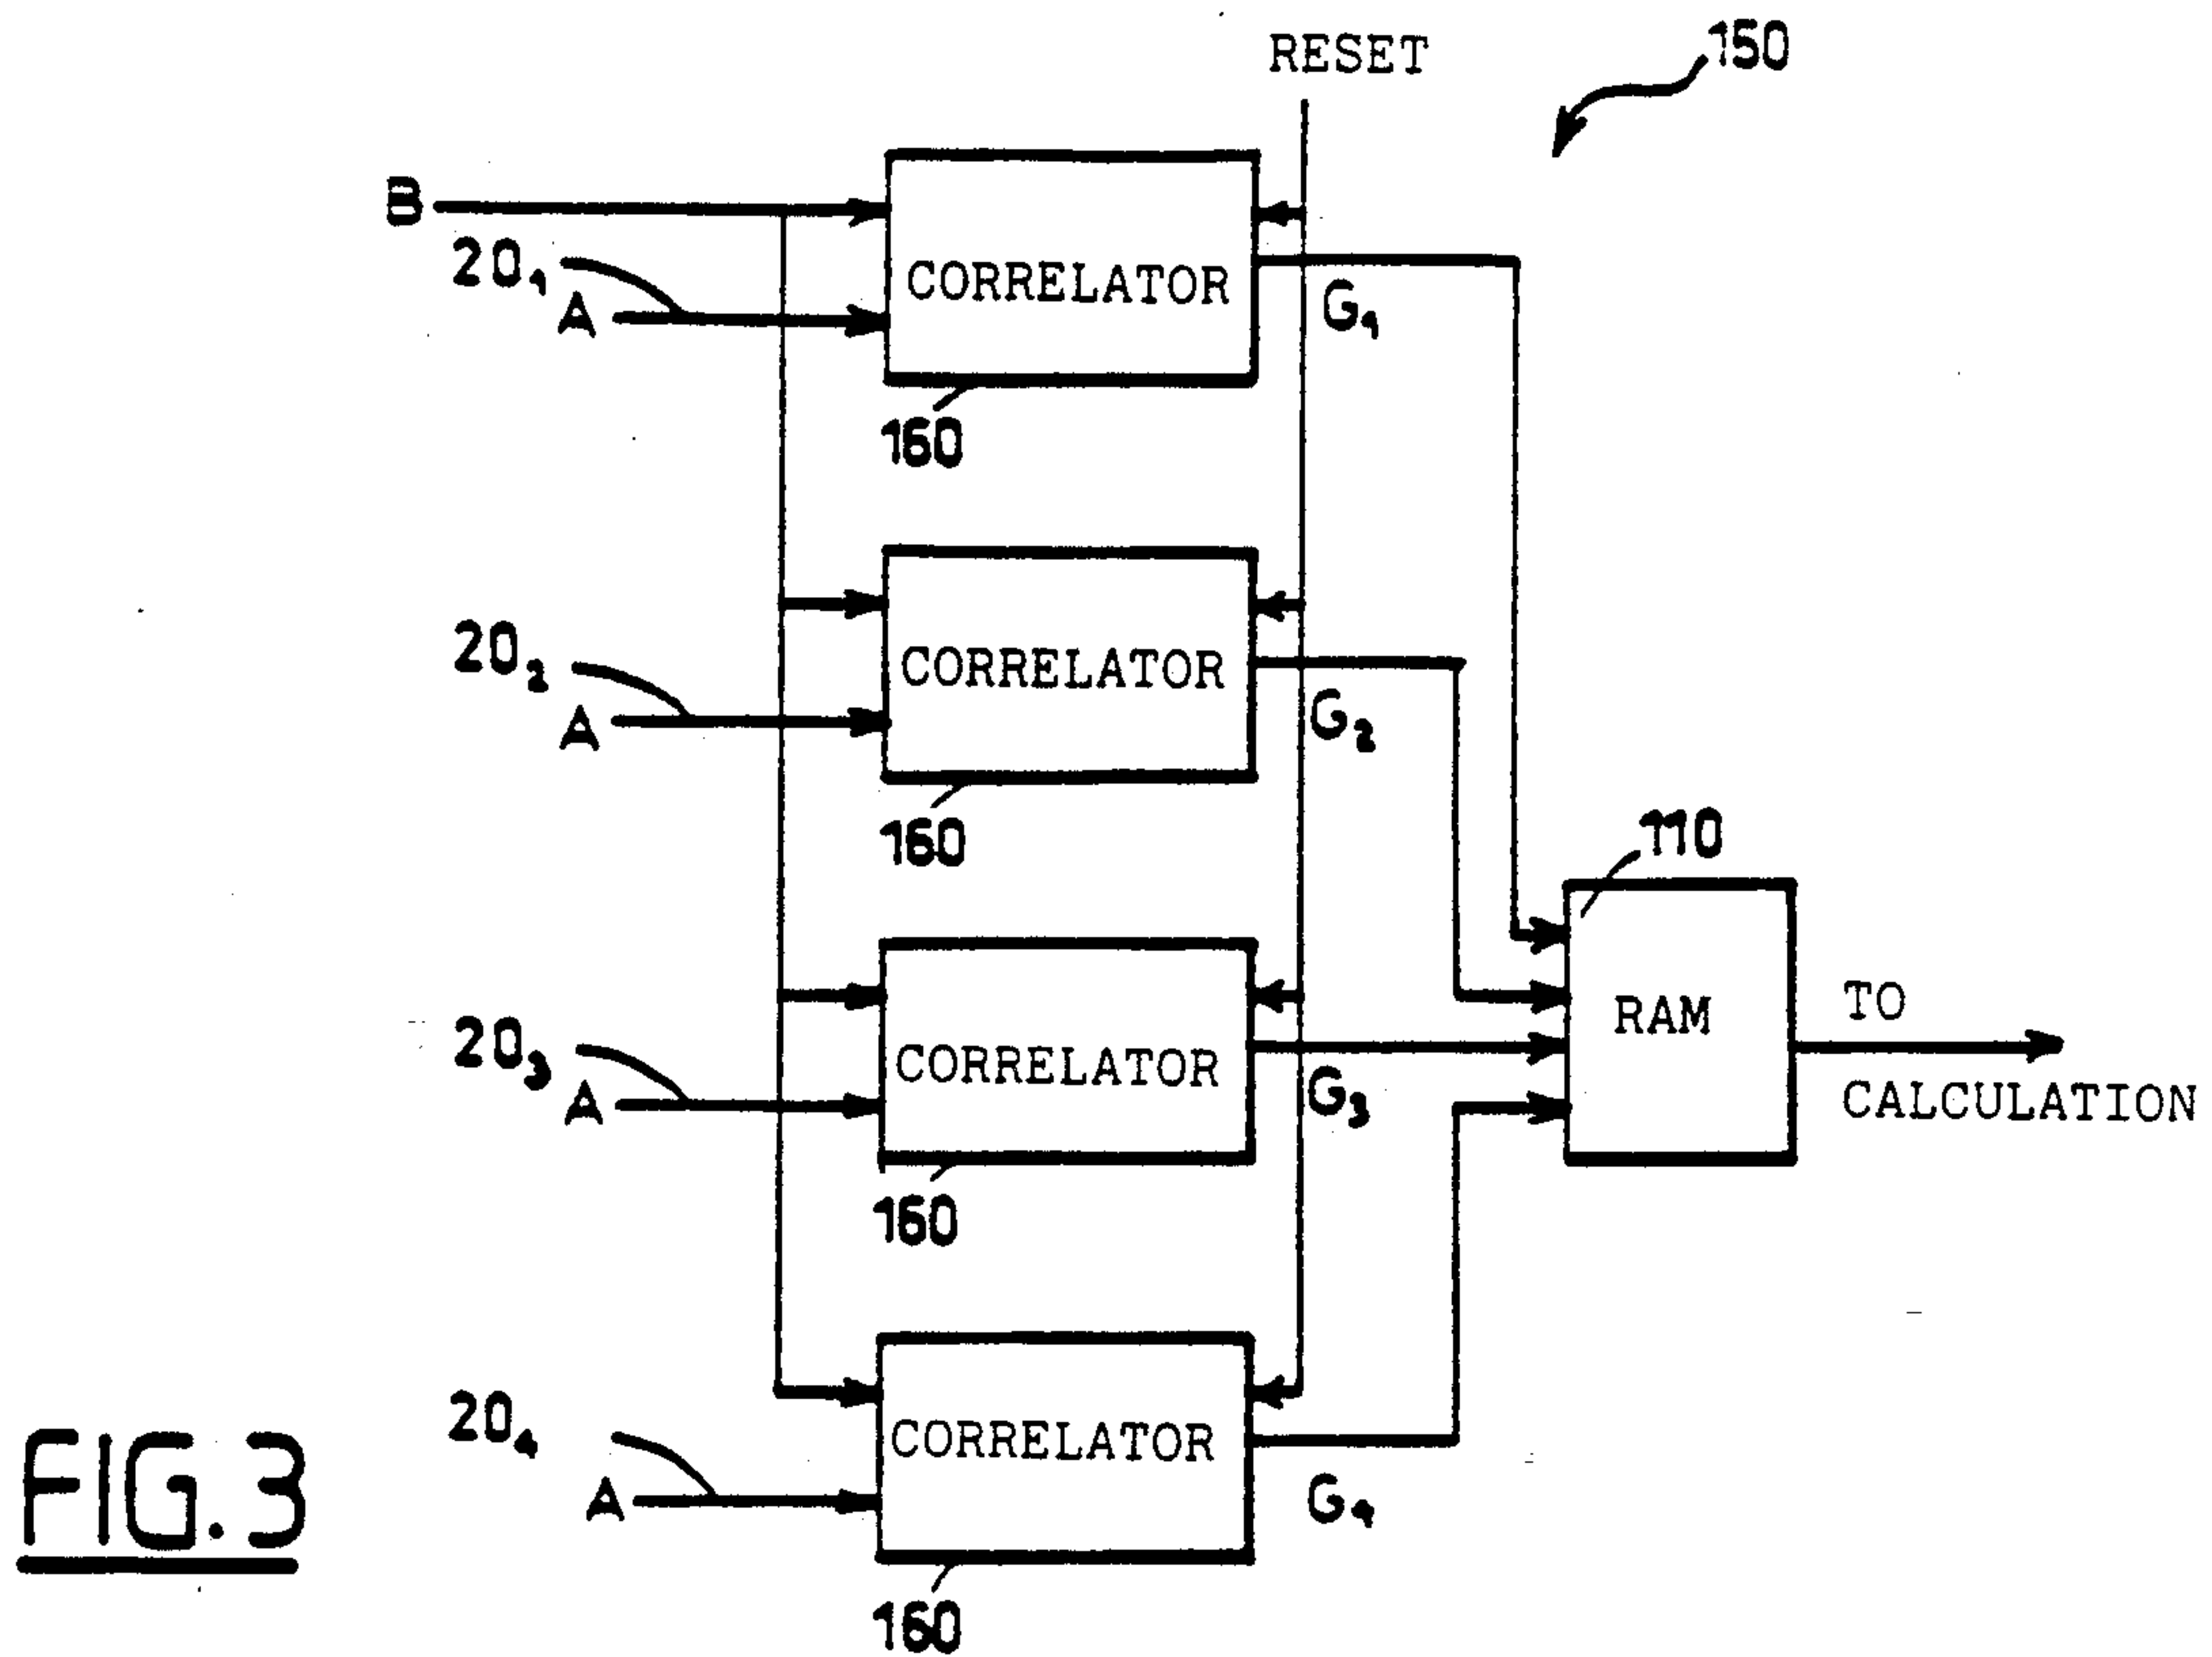 RESET
150
B
20₁
A
CORRELATOR
G₁
160
20₂
A
CORRELATOR
G₂
160
110
RAM
TO
CALCULATION
20₃
A
CORRELATOR
G₃
160
20₄
A
CORRELATOR
G₄
160
FIG.3